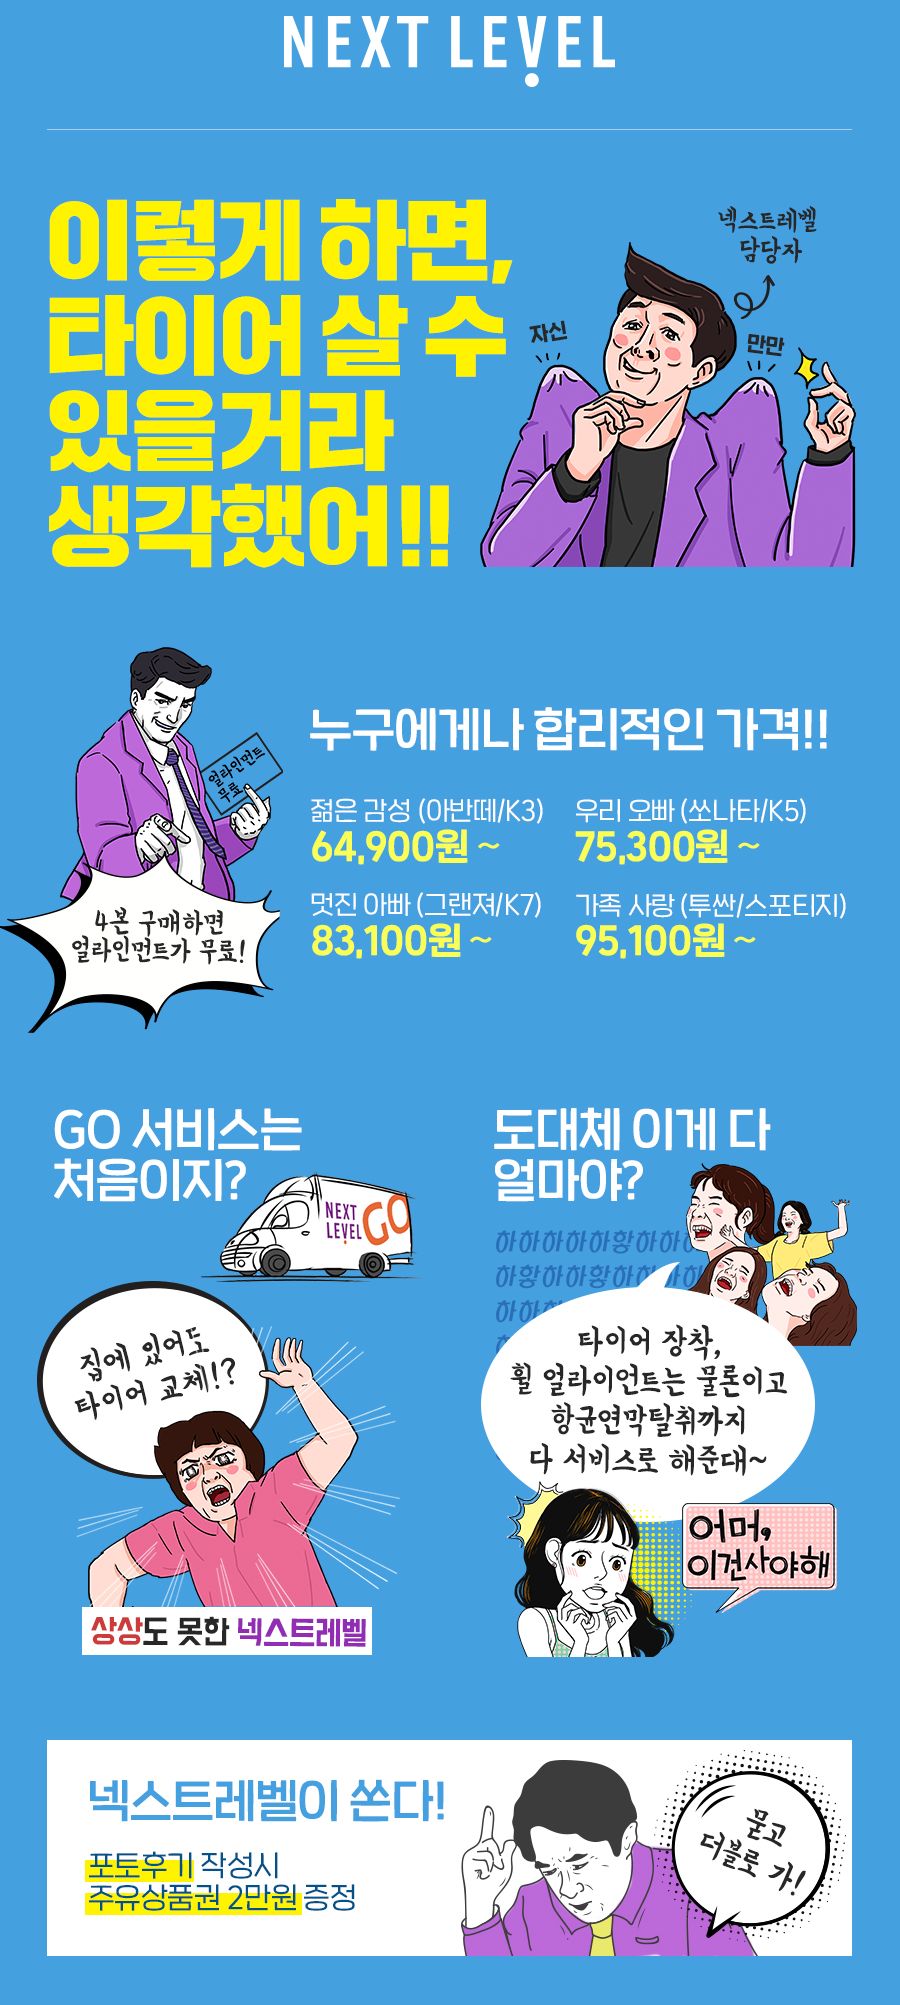 NEXT LEVEL
이렇게 하면,
타이어 살 수
있을거라
생각했어!!
넥스트레벨
담당자
자신
만만
얼라인먼트
무료
4본 구매하면
얼라인먼트가 무료!
누구에게나 합리적인 가격!!
젊은 감성 (아반떼/K3)
64,900원 ~
우리 오빠 (쏘나타/K5)
75,300원 ~
멋진 아빠 (그랜져/K7)
83,100원 ~
가족 사랑 (투싼/스포티지)
95,100원 ~
GO 서비스는
처음이지?
NEXT
LEVEL
GO
집에 있어도
타이어 교체!?
상상도 못한 넥스트레벨
도대체 이게 다
얼마야?
하하하하하황하하
하황하하황하
하하
타이어 장착,
휠 얼라이언트는 물론이고
항균연막탈취까지
다 서비스로 해준대~
어머,
이건사야해
넥스트레벨이 쏜다!
포토후기 작성시
주유상품권 2만원 증정
묻고
더블로 가!